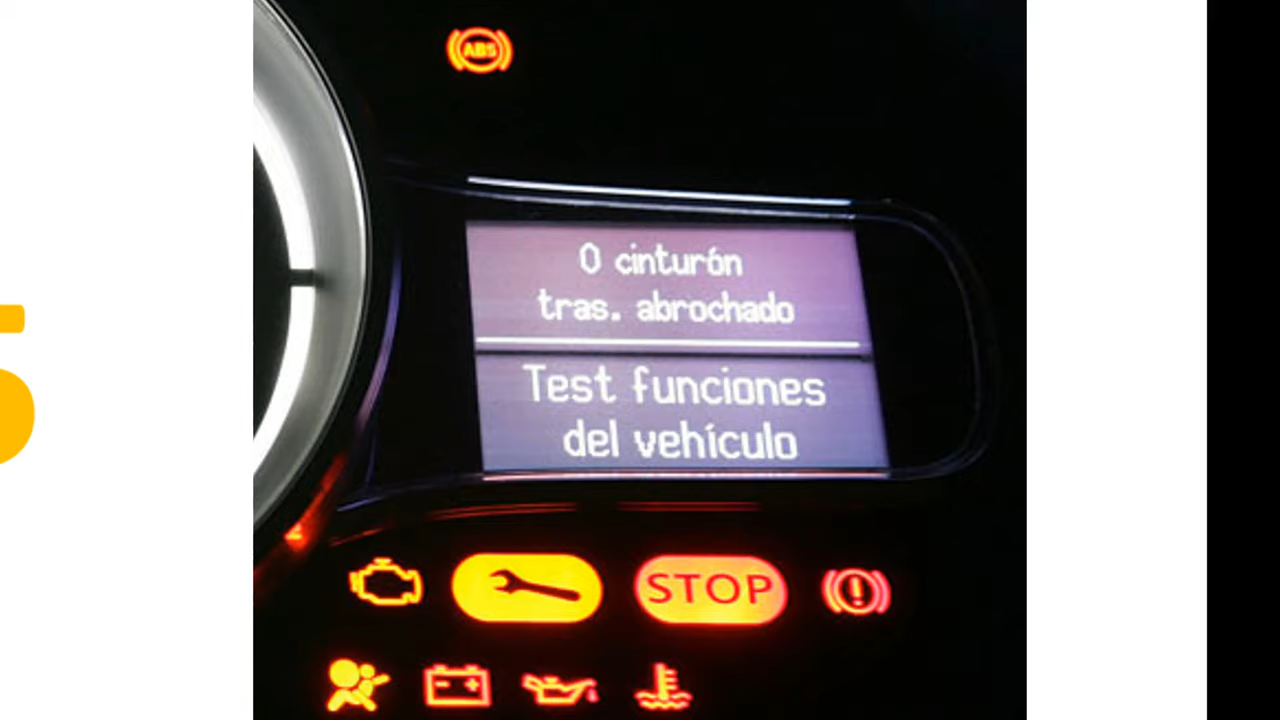 ABS
0 cinturón
tras. abrochado
Test funciones
del vehículo
STOP